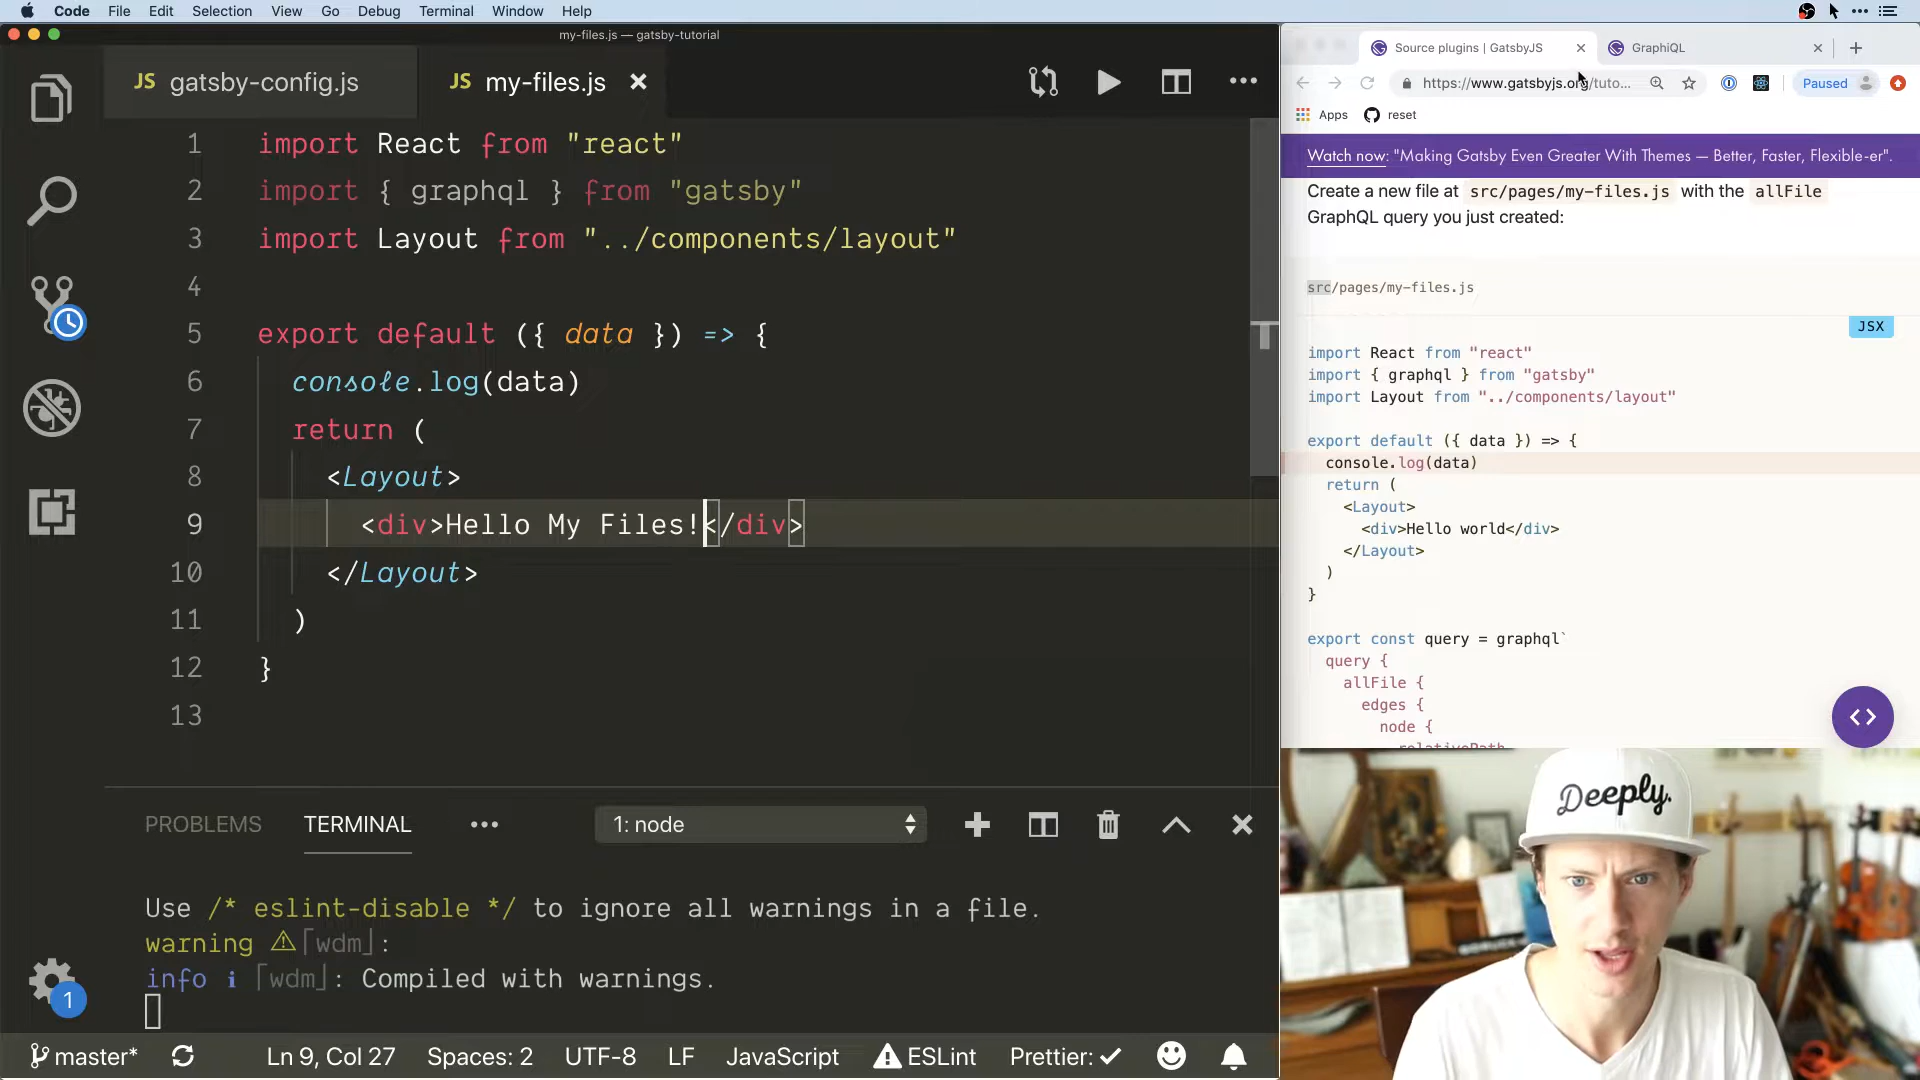 Code File Edit Selection View Go Debug Terminal Window Help
my-files.js — gatsby-tutorial
JS gatsby-config.js
JS my-files.js
1 import React from "react"
2 import { graphql } from "gatsby"
3 import Layout from "../components/layout"
4
5 export default ({ data }) => {
6 console.log(data)
7 return (
8 <Layout>
9 <div>Hello My Files!</div>
10 </Layout>
11 )
12 }
13
PROBLEMS TERMINAL ••• 1: node
Use /* eslint-disable */ to ignore all warnings in a file.
warning ⚠ ｢wdm｣:
info ℹ ｢wdm｣: Compiled with warnings.
1
master* Ln 9, Col 27 Spaces: 2 UTF-8 LF JavaScript ESLint Prettier: ✓
Source plugins | GatsbyJS
GraphiQL
https://www.gatsbyjs.org/tuto...
Paused
Apps reset
Watch now: "Making Gatsby Even Greater With Themes — Better, Faster, Flexible-er".
Create a new file at src/pages/my-files.js with the allFile
GraphQL query you just created:
src/pages/my-files.js
JSX
import React from "react"
import { graphql } from "gatsby"
import Layout from "../components/layout"
export default ({ data }) => {
console.log(data)
return (
<Layout>
<div>Hello world</div>
</Layout>
)
}
export const query = graphql`
query {
allFile {
edges {
node {
relativePath
<>
Deeply.